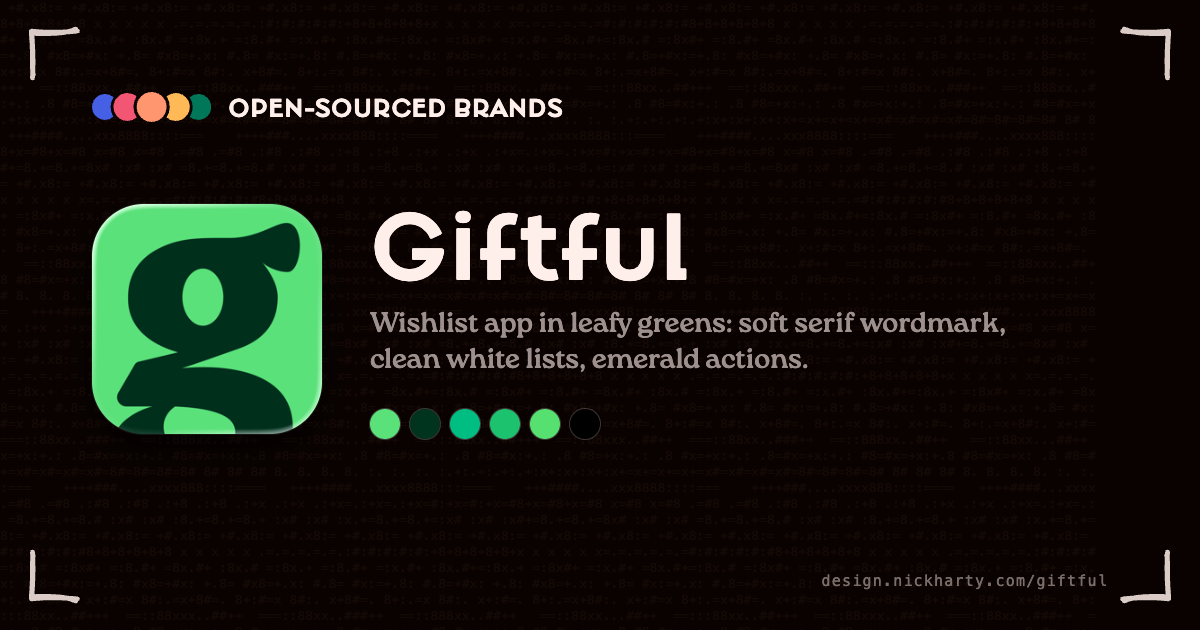 OPEN-SOURCED BRANDS
g
Giftful
Wishlist app in leafy greens: soft serif wordmark,
clean white lists, emerald actions.
design.nickharty.com/giftful